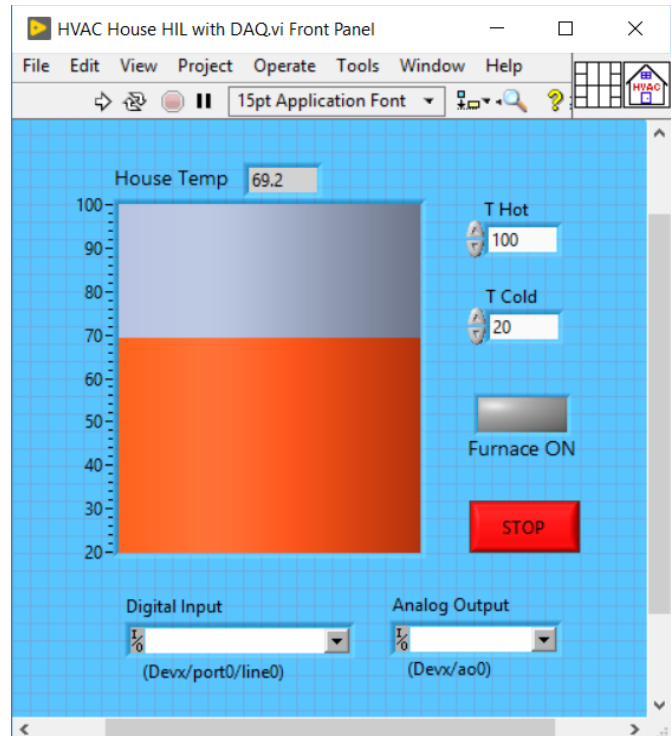 HVAC House HIL with DAQ.vi Front Panel
File Edit View Project Operate Tools Window Help
15pt Application Font
?
HVAC
House Temp 69.2
100
90
80
70
60
50
40
30
20
T Hot
100
T Cold
20
Furnace ON
STOP
Digital Input
I/O
(Devx/port0/line0)
Analog Output
I/O
(Devx/ao0)